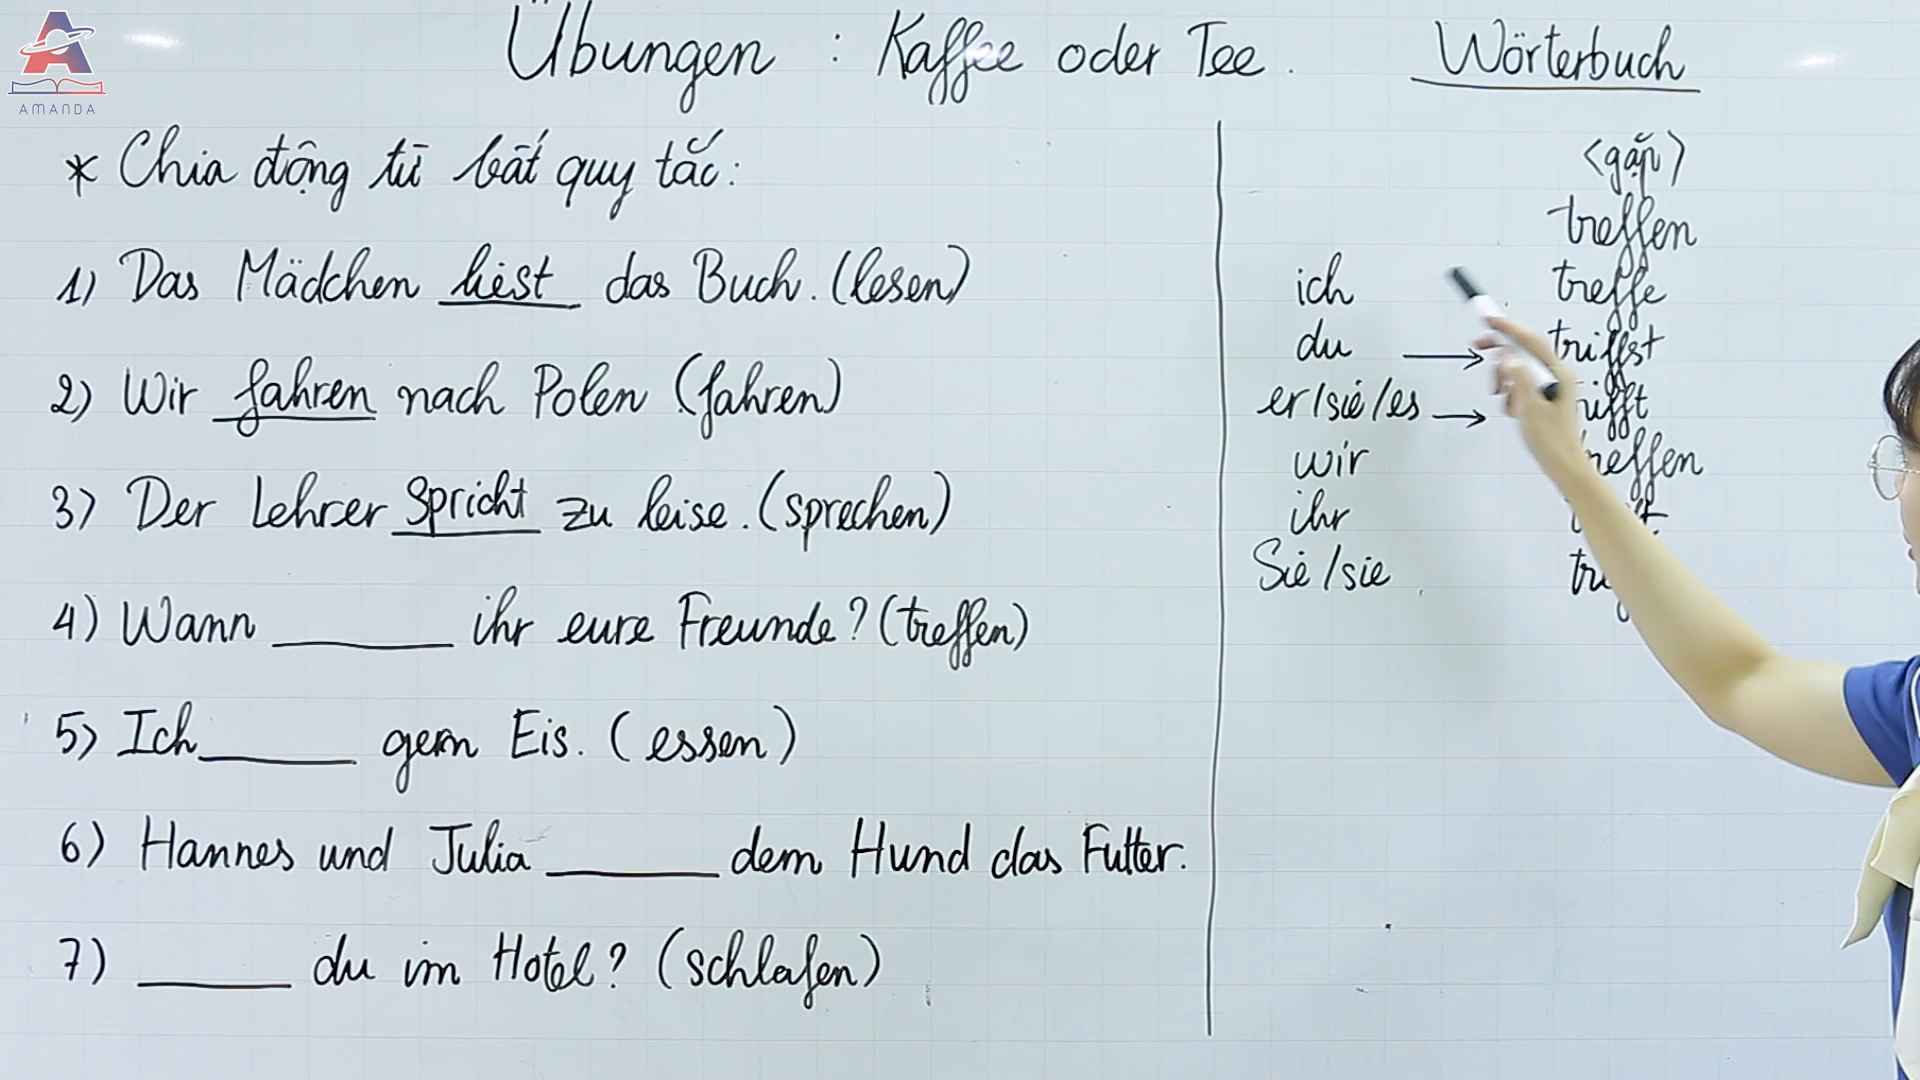 AMANDA
Übungen : Kaffee oder Tee.
Wörterbuch
* Chia động từ bất quy tắc:
1) Das Mädchen liest das Buch. (lesen)
2) Wir fahren nach Polen (fahren)
3) Der Lehrer spricht zu leise. (sprechen)
4) Wann ______ ihr eure Freunde? (treffen)
5) Ich ______ gern Eis. (essen)
6) Hannes und Julia ______ dem Hund das Futter.
7) ______ du im Hotel? (schlafen)
<gặp>
treffen
ich treffe
du → triffst
er/sie/es →
wir
ihr
Sie/sie